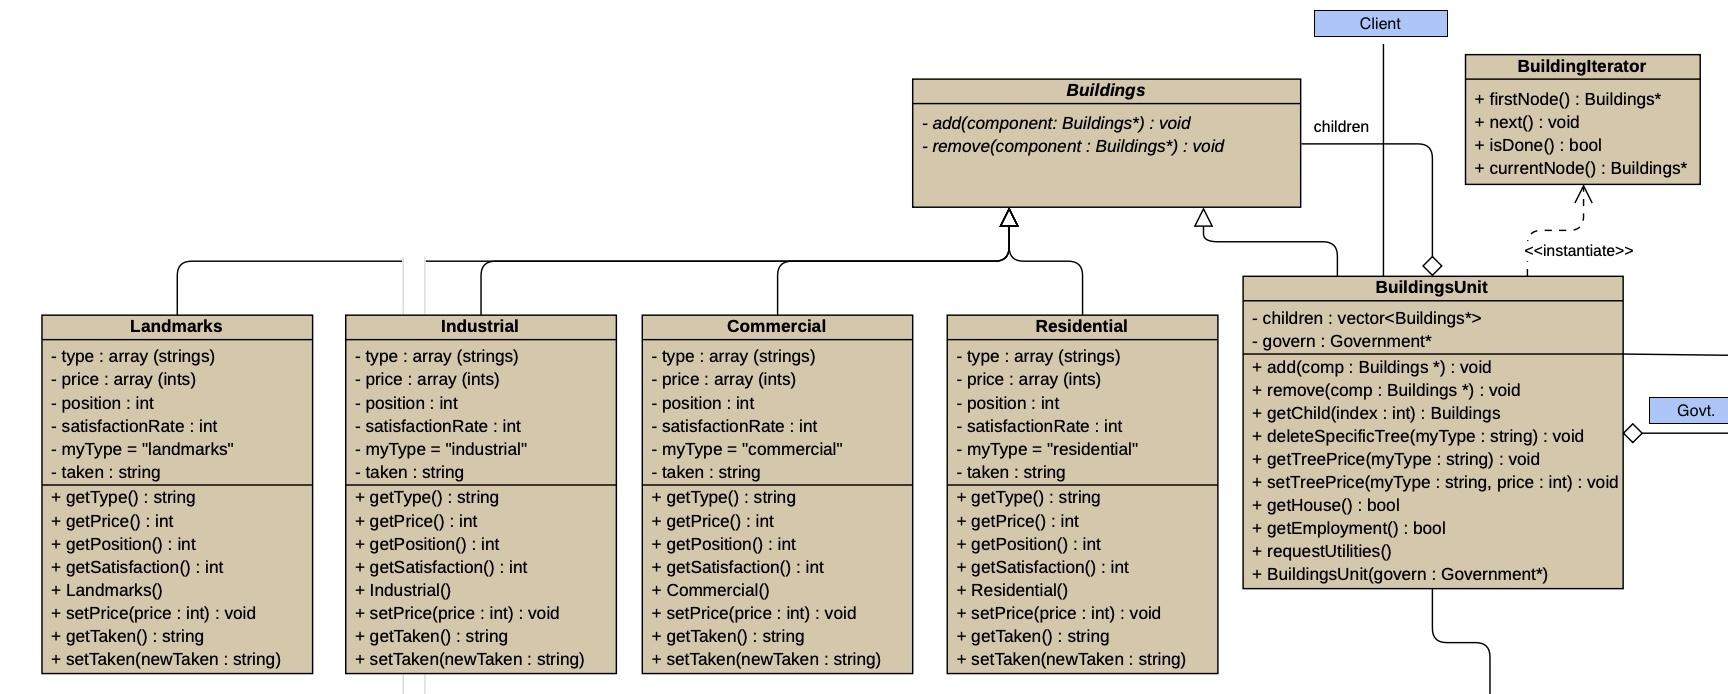 Client
BuildingIterator
+ firstNode() : Buildings*
+ next() : void
+ isDone() : bool
+ currentNode() : Buildings*
Buildings
- add(component: Buildings*) : void
- remove(component : Buildings*) : void
children
<<instantiate>>
Landmarks
- type : array (strings)
- price : array (ints)
- position : int
- satisfactionRate : int
- myType = "landmarks"
- taken : string
+ getType() : string
+ getPrice() : int
+ getPosition() : int
+ getSatisfaction() : int
+ Landmarks()
+ setPrice(price : int) : void
+ getTaken() : string
+ setTaken(newTaken : string)
Industrial
- type : array (strings)
- price : array (ints)
- position : int
- satisfactionRate : int
- myType = "industrial"
- taken : string
+ getType() : string
+ getPrice() : int
+ getPosition() : int
+ getSatisfaction() : int
+ Industrial()
+ setPrice(price : int) : void
+ getTaken() : string
+ setTaken(newTaken : string)
Commercial
- type : array (strings)
- price : array (ints)
- position : int
- satisfactionRate : int
- myType = "commercial"
- taken : string
+ getType() : string
+ getPrice() : int
+ getPosition() : int
+ getSatisfaction() : int
+ Commercial()
+ setPrice(price : int) : void
+ getTaken() : string
+ setTaken(newTaken : string)
Residential
- type : array (strings)
- price : array (ints)
- position : int
- satisfactionRate : int
- myType = "residential"
- taken : string
+ getType() : string
+ getPrice() : int
+ getPosition() : int
+ getSatisfaction() : int
+ Residential()
+ setPrice(price : int) : void
+ getTaken() : string
+ setTaken(newTaken : string)
BuildingsUnit
- children : vector<Buildings*>
- govern : Government*
+ add(comp : Buildings *) : void
+ remove(comp : Buildings *) : void
+ getChild(index : int) : Buildings
+ deleteSpecificTree(myType : string) : void
+ getTreePrice(myType : string) : void
+ setTreePrice(myType : string, price : int) : void
+ getHouse() : bool
+ getEmployment() : bool
+ requestUtilities()
+ BuildingsUnit(govern : Government*)
Govt.